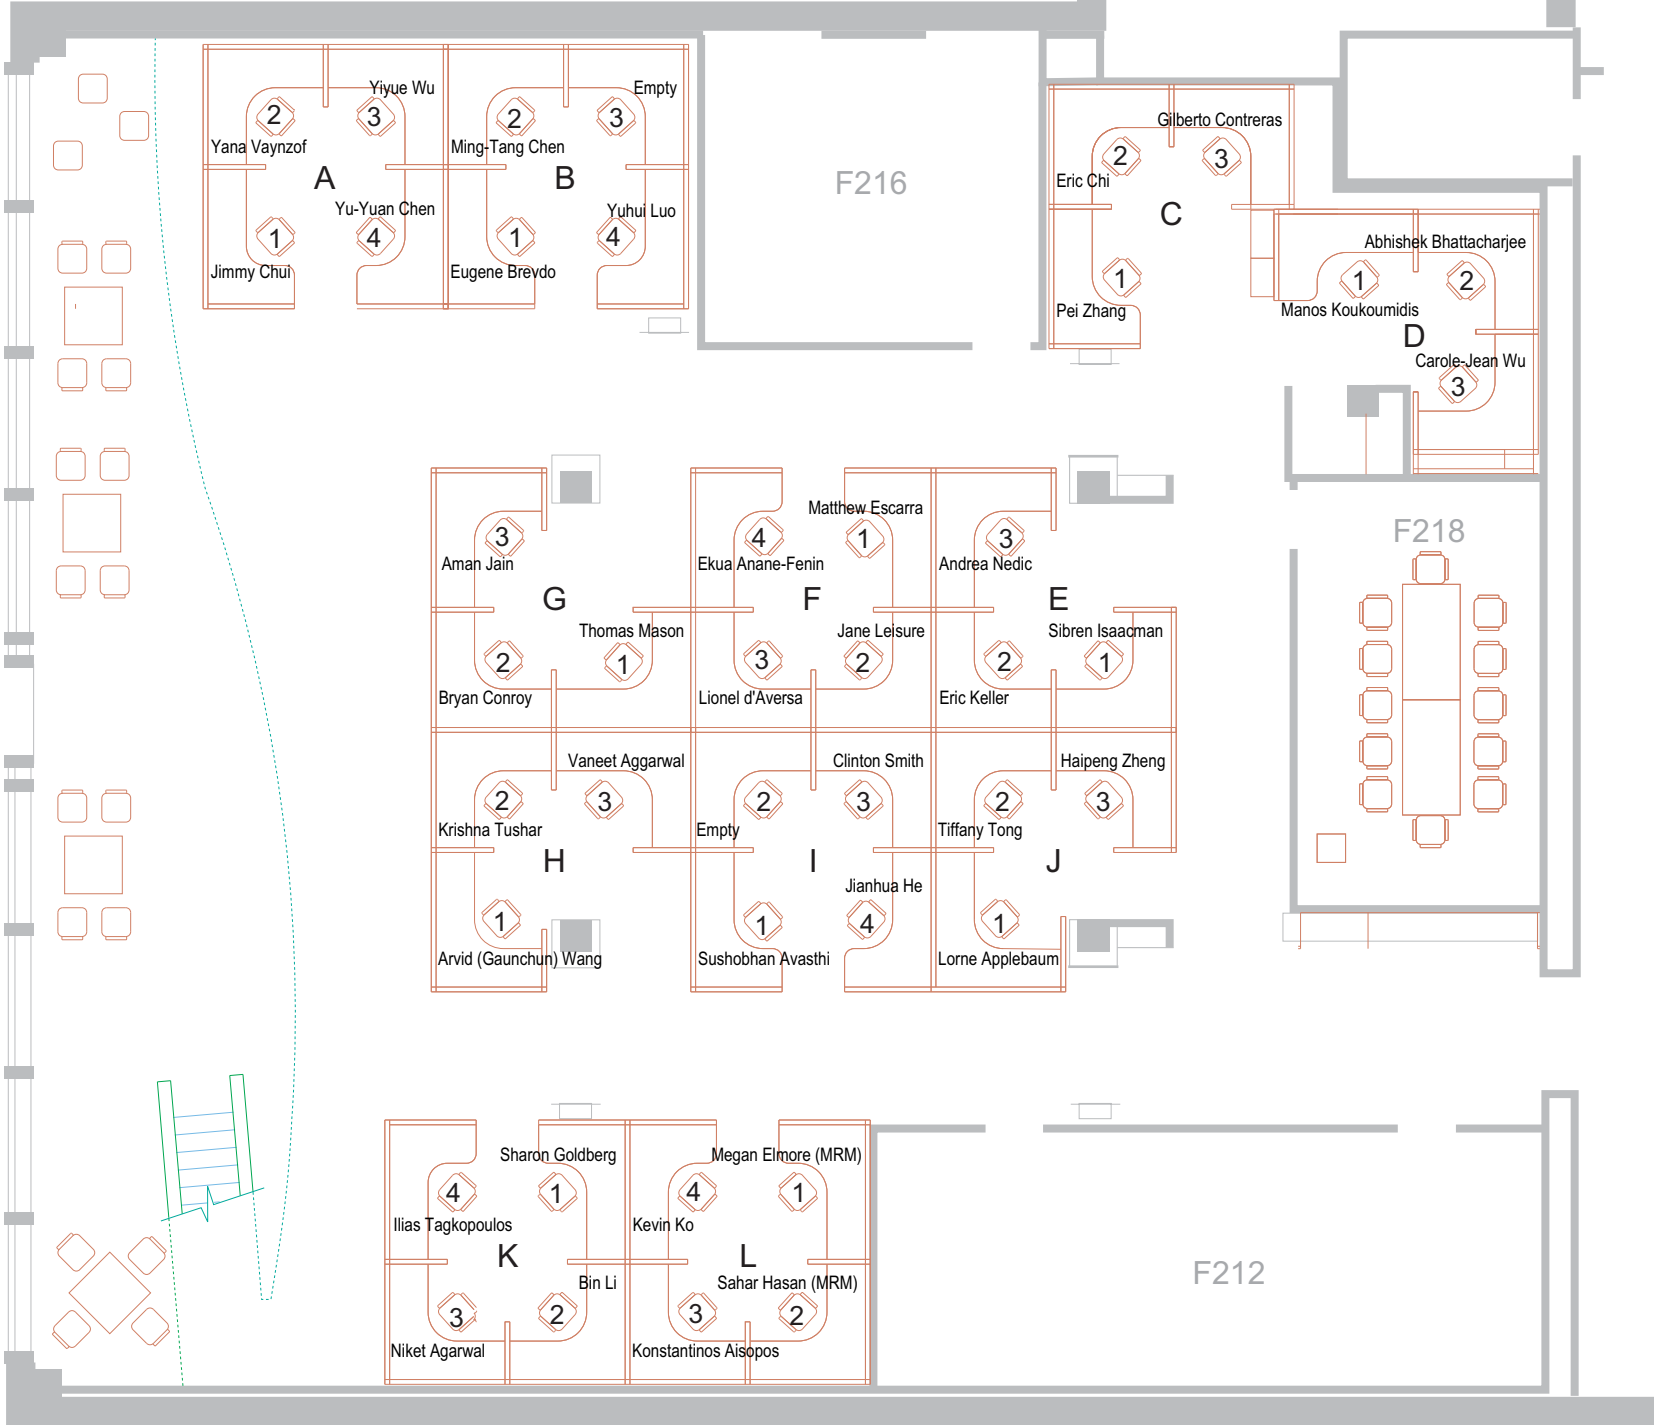 Yiyue Wu
2
3
Yana Vaynzof
A
Yu-Yuan Chen
1
4
Jimmy Chui
Empty
2
3
Ming-Tang Chen
B
Yuhui Luo
1
4
Eugene Brevdo
F216
Gilberto Contreras
2
3
Eric Chi
C
1
Pei Zhang
Abhishek Bhattacharjee
1
2
Manos Koukoumidis
D
Carole-Jean Wu
3
3
Aman Jain
G
Thomas Mason
2
1
Bryan Conroy
Matthew Escarra
4
1
Ekua Anane-Fenin
F
Jane Leisure
3
2
Lionel d'Aversa
3
Andrea Nedic
E
Sibren Isaacman
2
1
Eric Keller
F218
Vaneet Aggarwal
2
3
Krishna Tushar
H
1
Arvid (Gaunchun) Wang
Clinton Smith
2
3
Empty
I
Jianhua He
1
4
Sushobhan Avasthi
Haipeng Zheng
2
3
Tiffany Tong
J
1
Lorne Applebaum
Sharon Goldberg
4
1
Ilias Tagkopoulos
K
Bin Li
3
2
Niket Agarwal
Megan Elmore (MRM)
4
1
Kevin Ko
L
Sahar Hasan (MRM)
3
2
Konstantinos Aisopos
F212